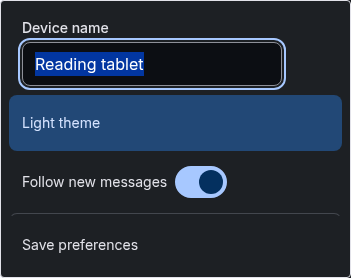 Device name
Reading tablet
Light theme
Follow new messages
Save preferences